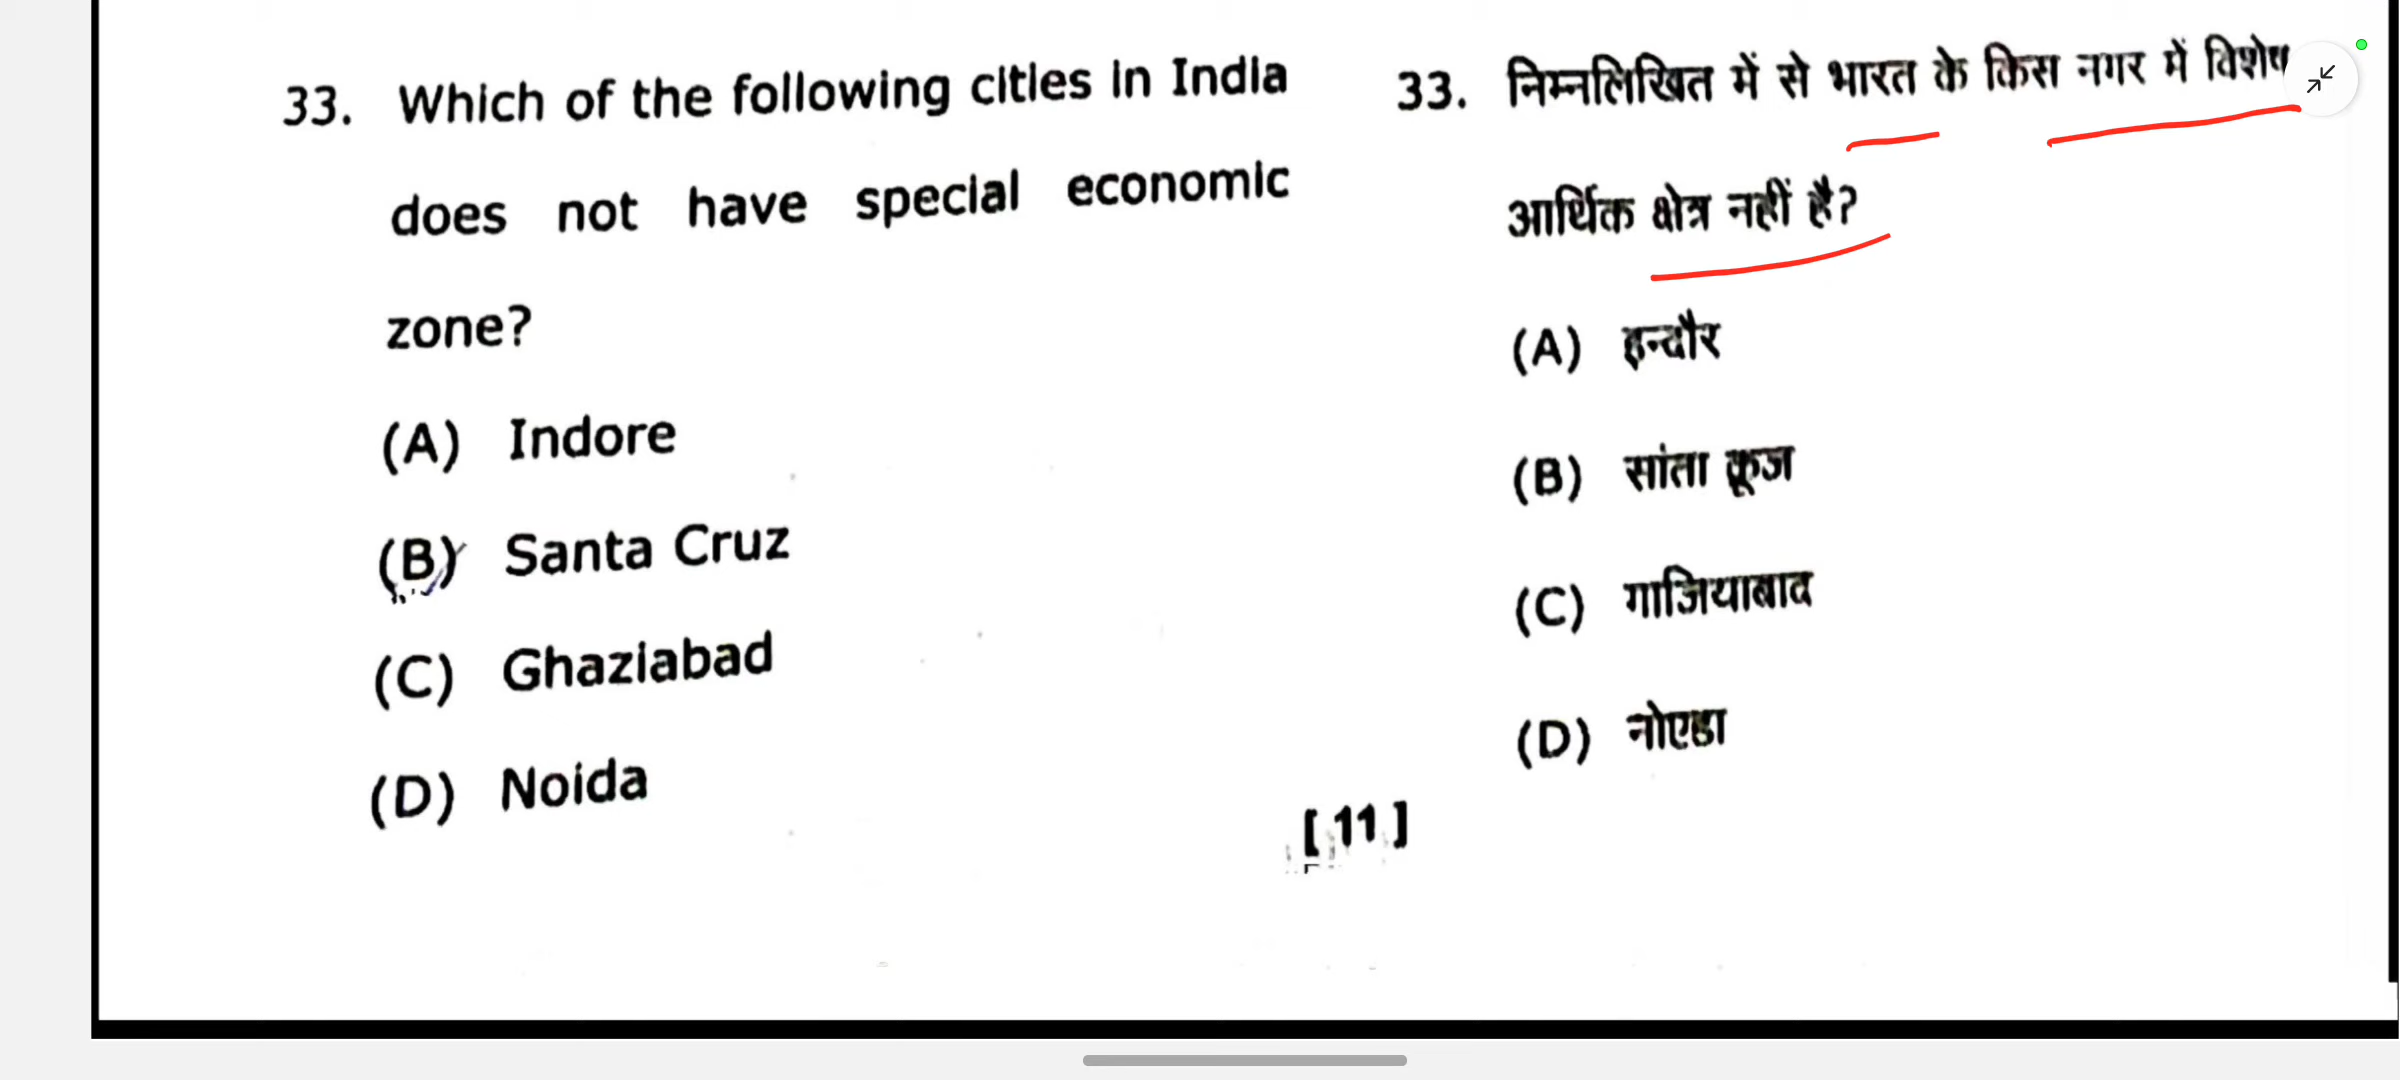 33. Which of the following cities in India
does not have special economic
zone?
(A) Indore
(B) Santa Cruz
(C) Ghaziabad
(D) Noida
33. निम्नलिखित में से भारत के किस नगर में विशेष
आर्थिक क्षेत्र नहीं है?
(A) इन्दौर
(B) सांता क्रूज
(C) गाजियाबाद
(D) नोएडा
[ 11 ]